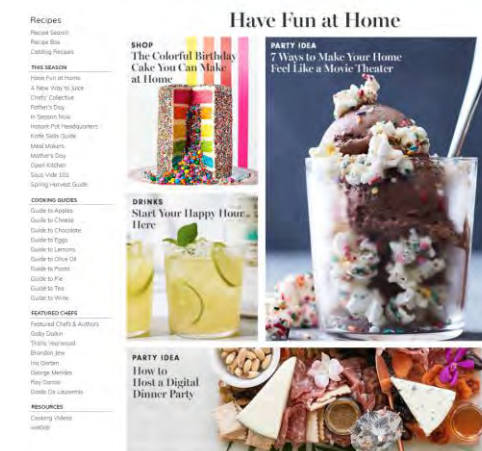 Recipes
Recipe Search
Recipe Box
Catalog Recipes
THIS SEASON
Have Fun at Home
A New Way to Juice
Chefs' Collective
Father's Day
In Season Now
Instant Pot Headquarters
Knife Skills Guide
Meal Makers
Mother's Day
Open Kitchen
Sous Vide 101
Spring Harvest Guide
COOKING GUIDES
Guide to Apples
Guide to Cheese
Guide to Chocolate
Guide to Eggs
Guide to Lemons
Guide to Olive Oil
Guide to Pasta
Guide to Pie
Guide to Tea
Guide to Wine
FEATURED CHEFS
Featured Chefs & Authors
Gaby Dalkin
Trisha Yearwood
Brandon Jew
Ina Garten
George Mendes
Ray Garcia
Giada De Laurentiis
RESOURCES
Cooking Videos
Have Fun at Home
SHOP
The Colorful Birthday
Cake You Can Make
at Home
PARTY IDEA
7 Ways to Make Your Home
Feel Like a Movie Theater
DRINKS
Start Your Happy Hour
Here
PARTY IDEA
How to
Host a Digital
Dinner Party